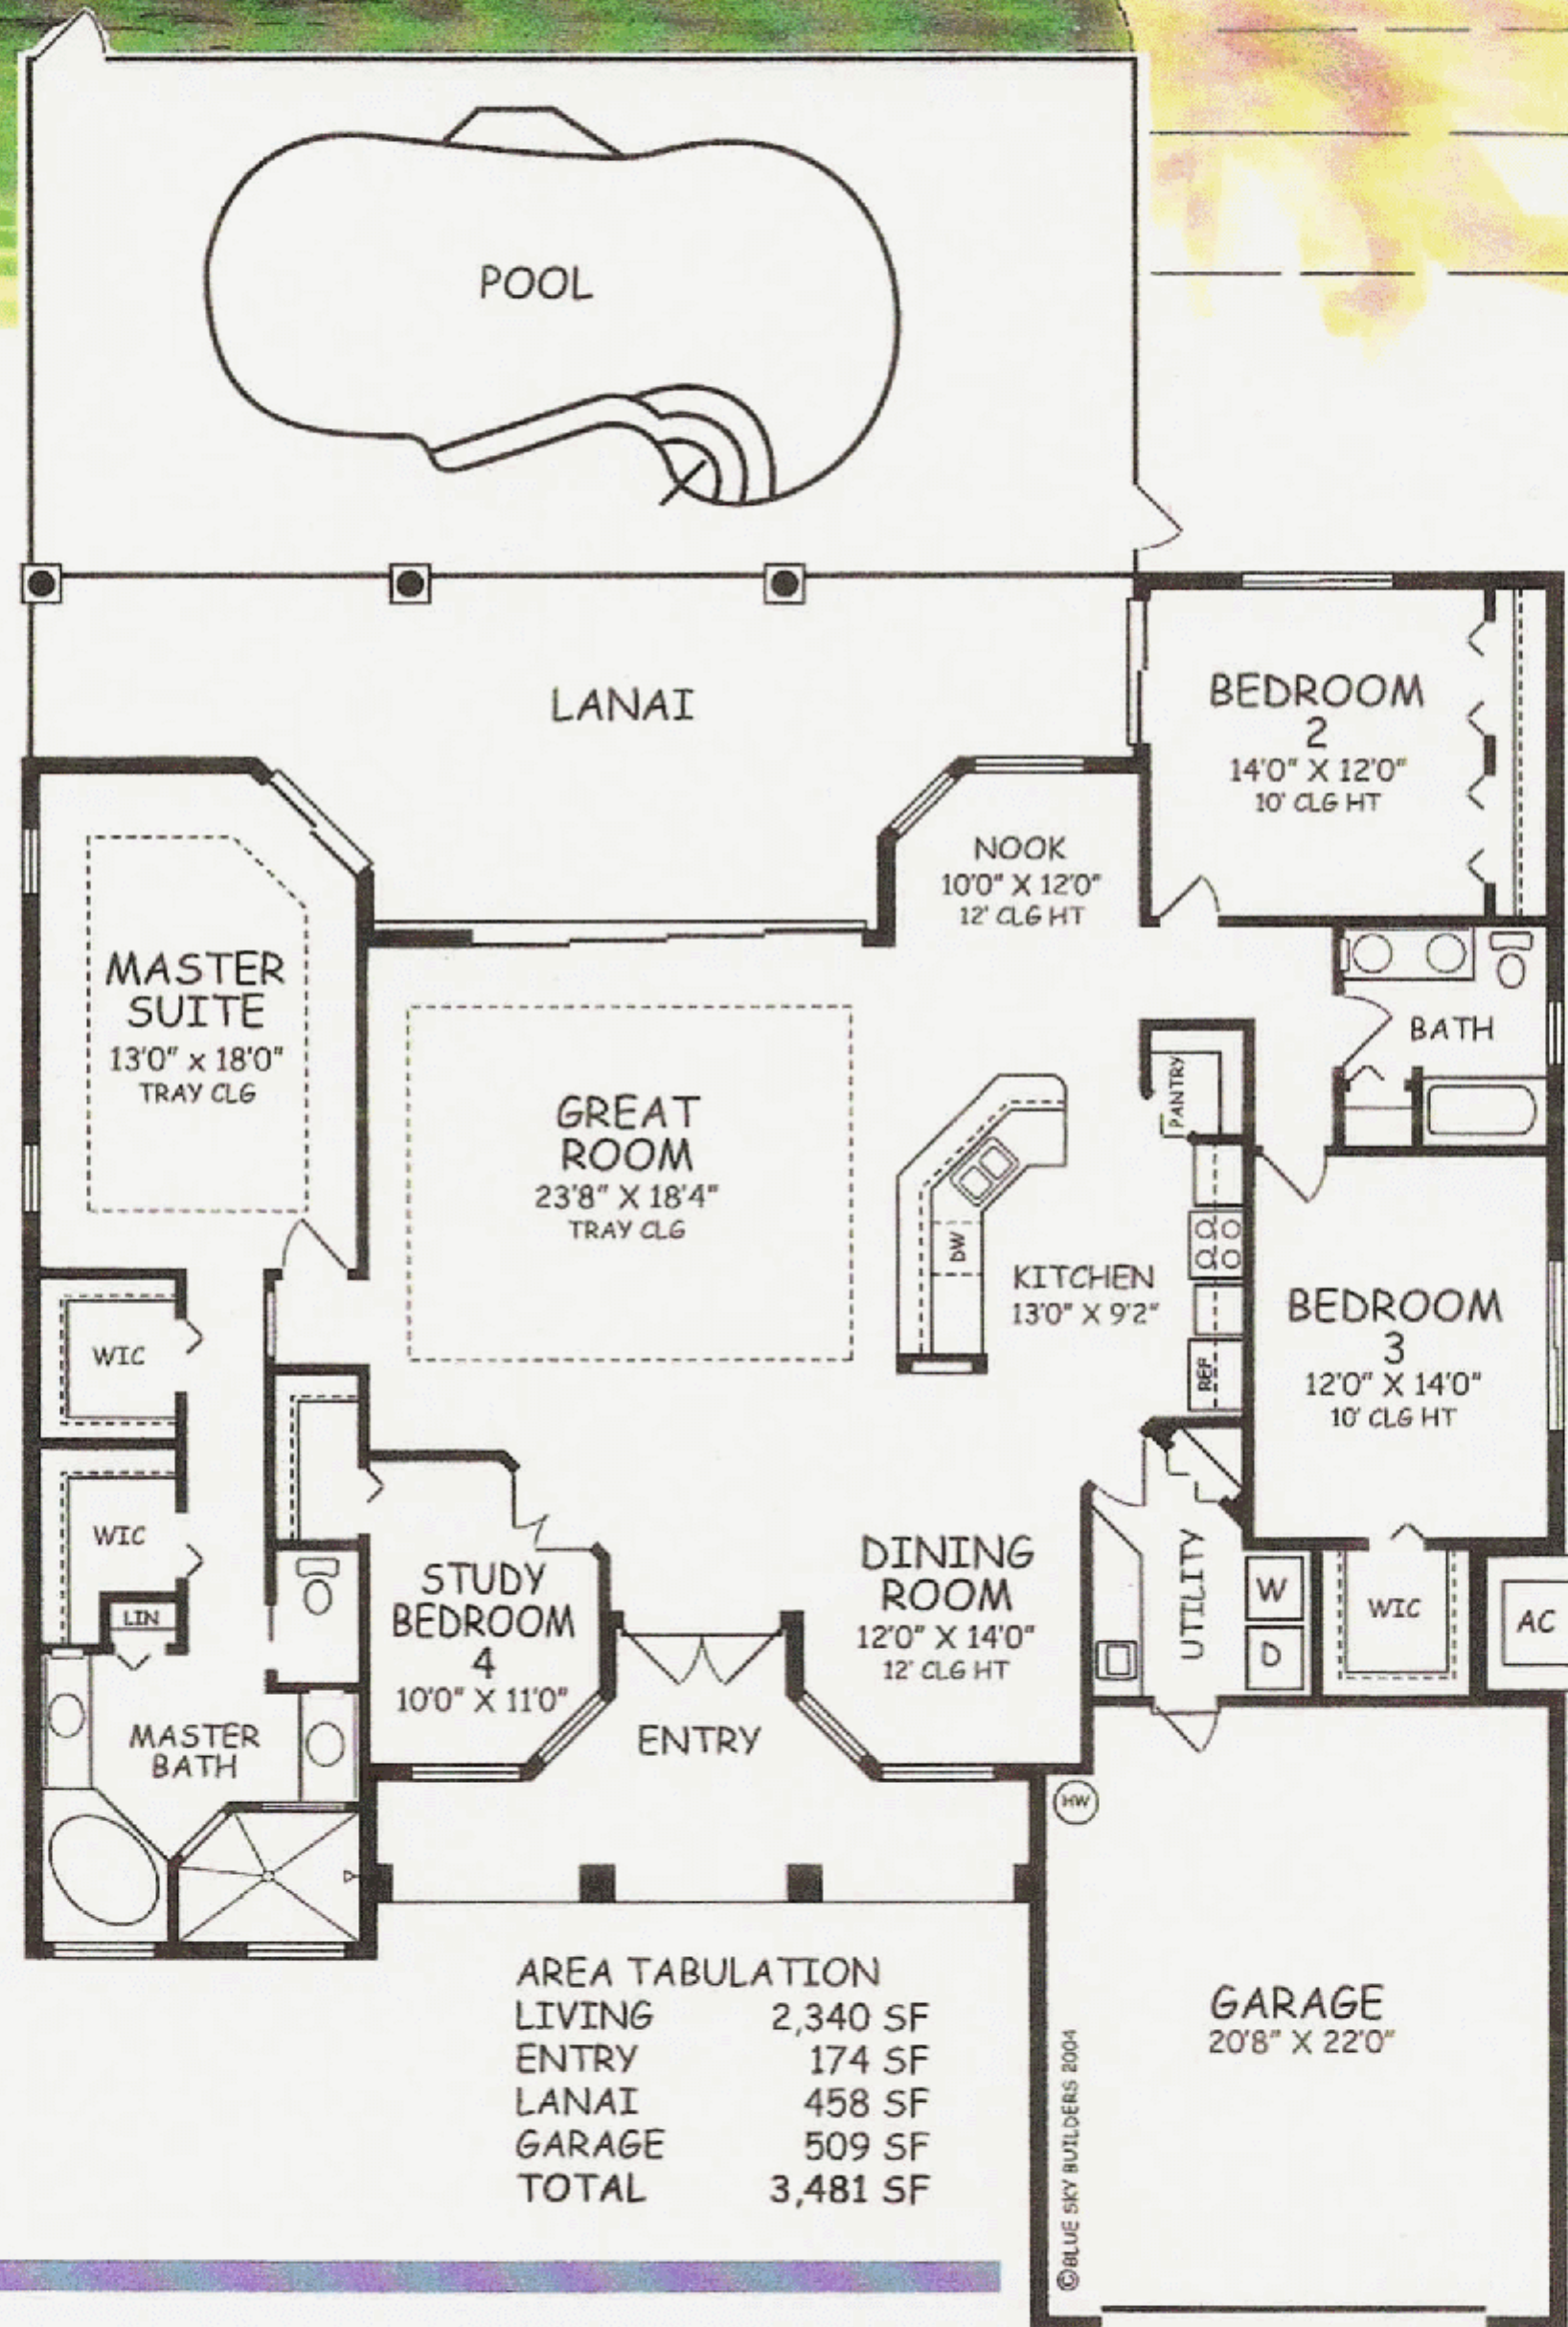 POOL
LANAI
BEDROOM
2
14'0" X 12'0"
10' CLG HT
NOOK
10'0" X 12'0"
12' CLG HT
MASTER
SUITE
13'0" x 18'0"
TRAY CLG
BATH
PANTRY
GREAT
ROOM
23'8" X 18'4"
TRAY CLG
DW
KITCHEN
13'0" X 9'2"
REF
BEDROOM
3
12'0" X 14'0"
10' CLG HT
WIC
WIC
LIN
STUDY
BEDROOM
4
10'0" X 11'0"
DINING
ROOM
12'0" X 14'0"
12' CLG HT
UTILITY
W
D
WIC
AC
MASTER
BATH
ENTRY
HW
AREA TABULATION
LIVING 2,340 SF
ENTRY 174 SF
LANAI 458 SF
GARAGE 509 SF
TOTAL 3,481 SF
GARAGE
20'8" X 22'0"
©BLUE SKY BUILDERS 2004